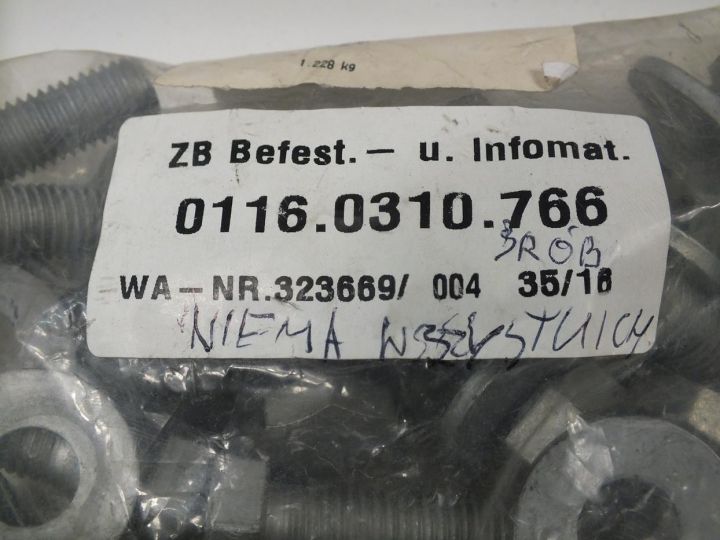 1.228 kg
ZB Befest.- u. Infomat.
0116.0310.766
ŚRÓB
WA-NR.323669/ 004 35/16
NIEMA WSZYSTKICH